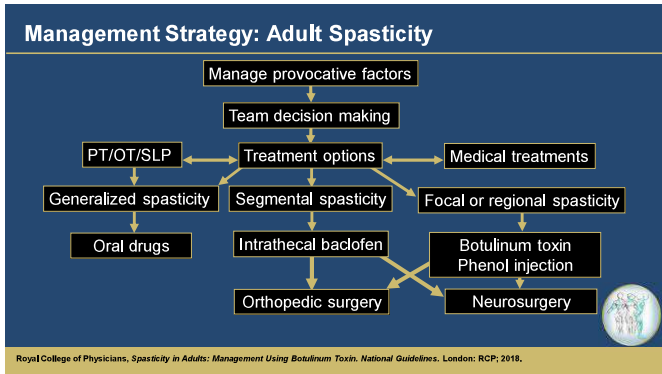 Management Strategy: Adult Spasticity
Manage provocative factors
Team decision making
PT/OT/SLP
Treatment options
Medical treatments
Generalized spasticity
Segmental spasticity
Focal or regional spasticity
Oral drugs
Intrathecal baclofen
Botulinum toxin
Phenol injection
Orthopedic surgery
Neurosurgery
Royal College of Physicians, Spasticity in Adults: Management Using Botulinum Toxin. National Guidelines. London: RCP; 2018.